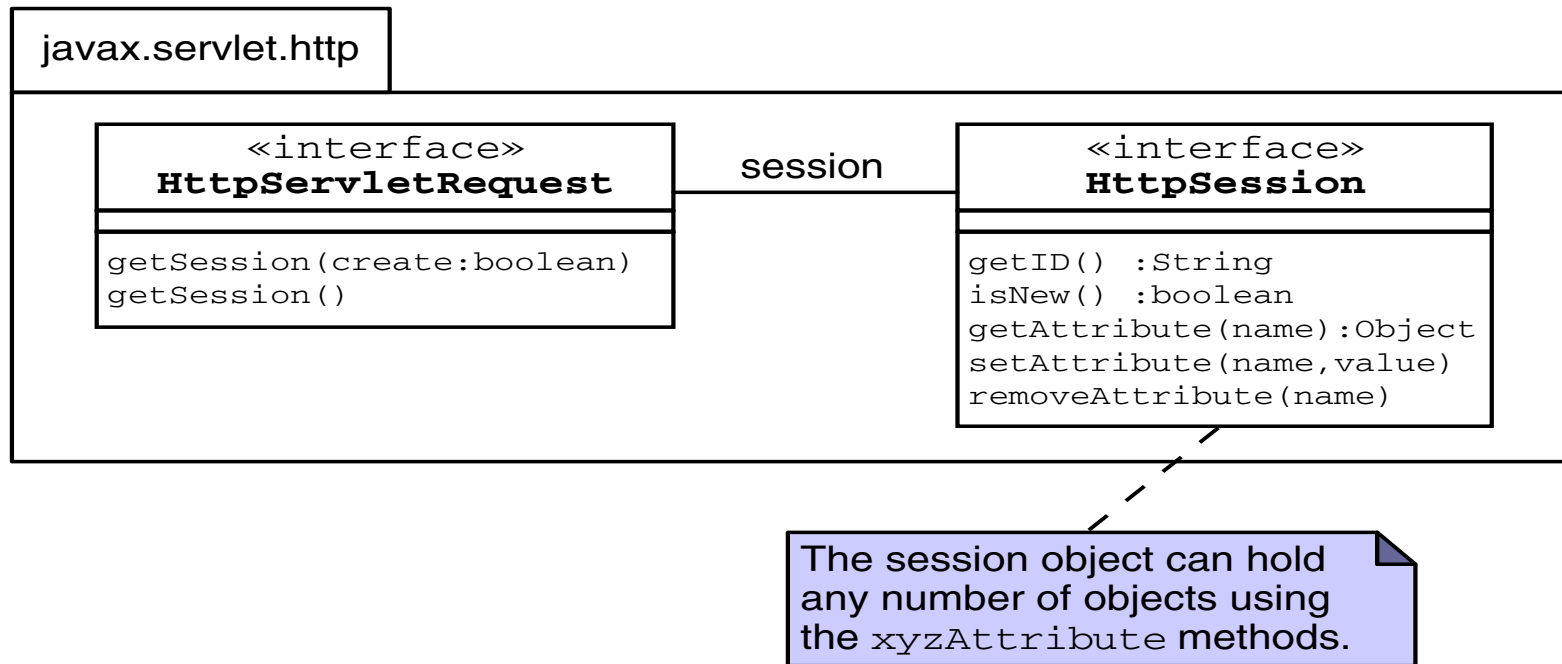 javax.servlet.http
«interface»
HttpServletRequest
getSession(create:boolean)
getSession()
session
«interface»
HttpSession
getID() :String
isNew() :boolean
getAttribute(name):Object
setAttribute(name,value)
removeAttribute(name)
The session object can hold
any number of objects using
the xyzAttribute methods.